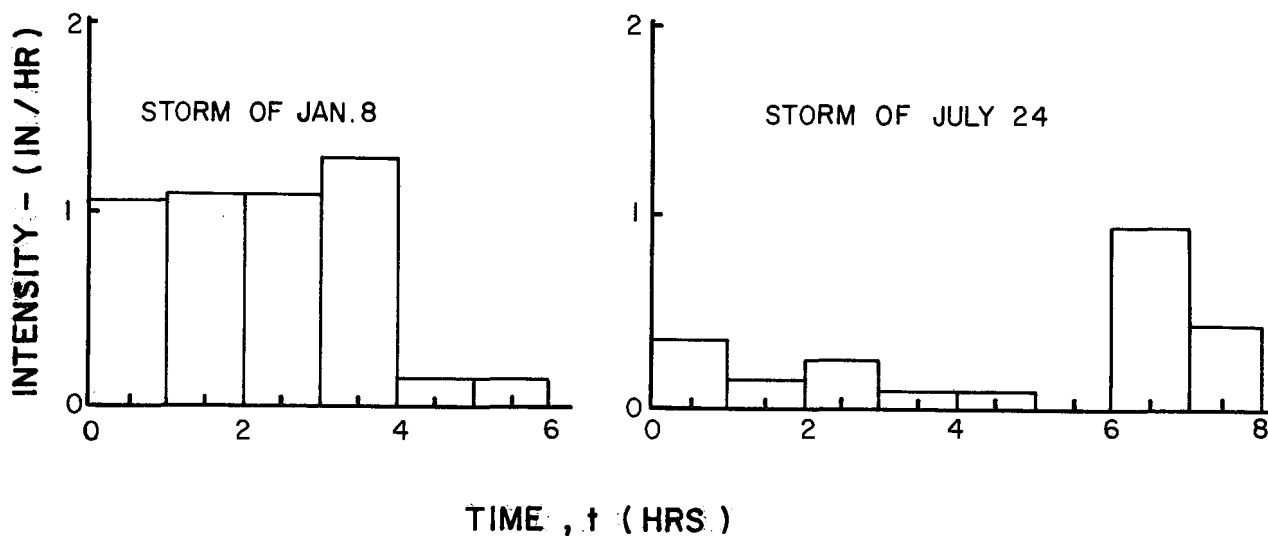 INTENSITY - (IN./HR)
2
1
0
STORM OF JAN. 8
0 2 4 6
2
1
0
STORM OF JULY 24
0 2 4 6 8
TIME , t (HRS)